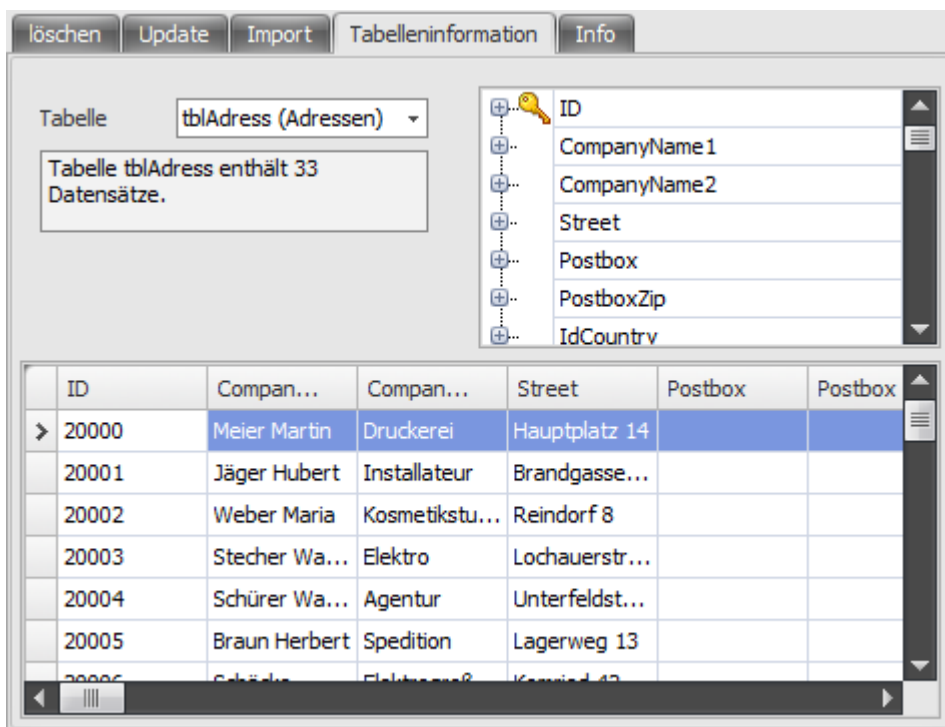 löschen Update Import Tabelleninformation Info
Tabelle tblAdress (Adressen)
Tabelle tblAdress enthält 33
Datensätze.
ID
CompanyName1
CompanyName2
Street
Postbox
PostboxZip
IdCountry
ID Compan... Compan... Street Postbox Postbox
20000 Meier Martin Druckerei Hauptplatz 14
20001 Jäger Hubert Installateur Brandgasse...
20002 Weber Maria Kosmetikstu... Reindorf 8
20003 Stecher Wa... Elektro Lochauerstr...
20004 Schürer Wa... Agentur Unterfeldst...
20005 Braun Herbert Spedition Lagerweg 13
20006